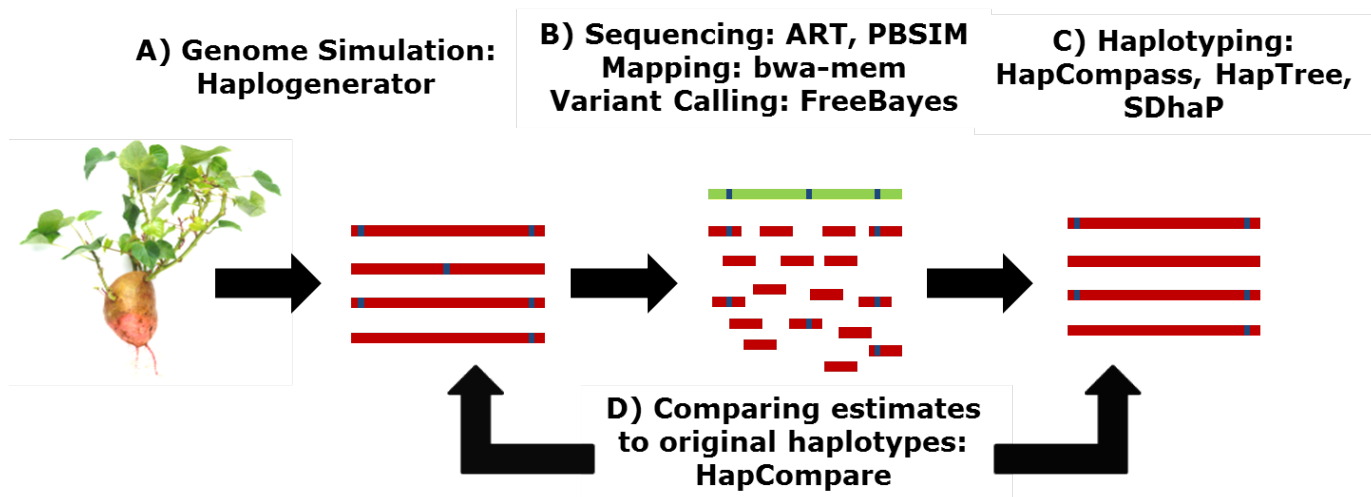 A) Genome Simulation:
Haplogenerator
B) Sequencing: ART, PBSIM
Mapping: bwa-mem
Variant Calling: FreeBayes
C) Haplotyping:
HapCompass, HapTree,
SDhaP
D) Comparing estimates
to original haplotypes:
HapCompare